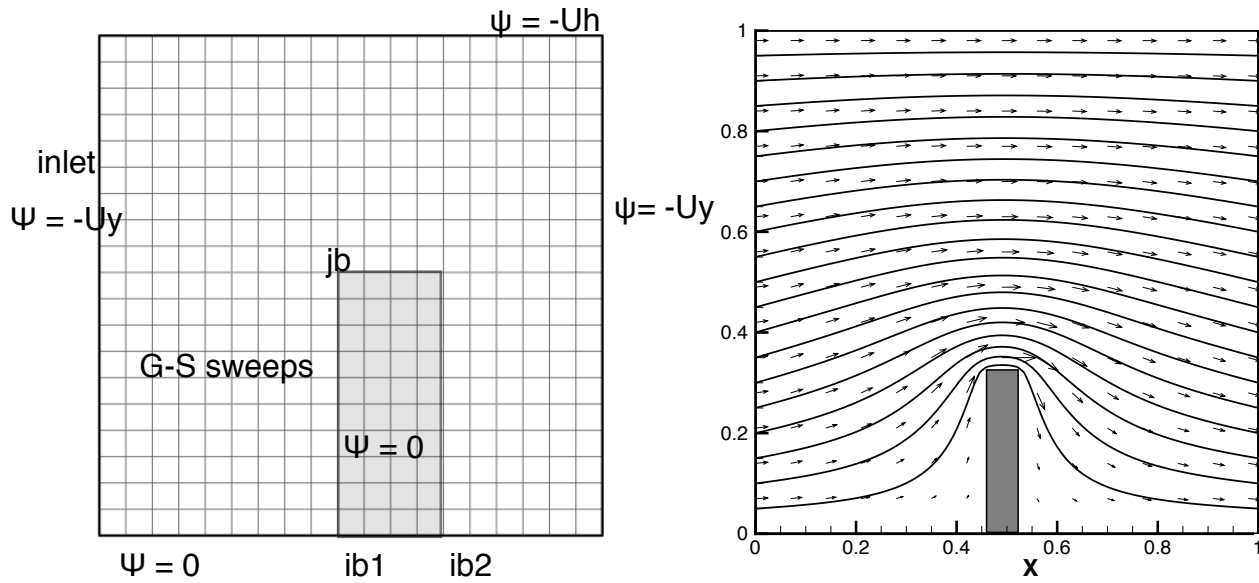 ψ = -Uh
inlet
Ψ = -Uy
jb
G-S sweeps
Ψ = 0
Ψ = 0
ib1
ib2
ψ= -Uy
1
0.8
0.6
0.4
0.2
0
0
0.2
0.4
0.6
0.8
1
x